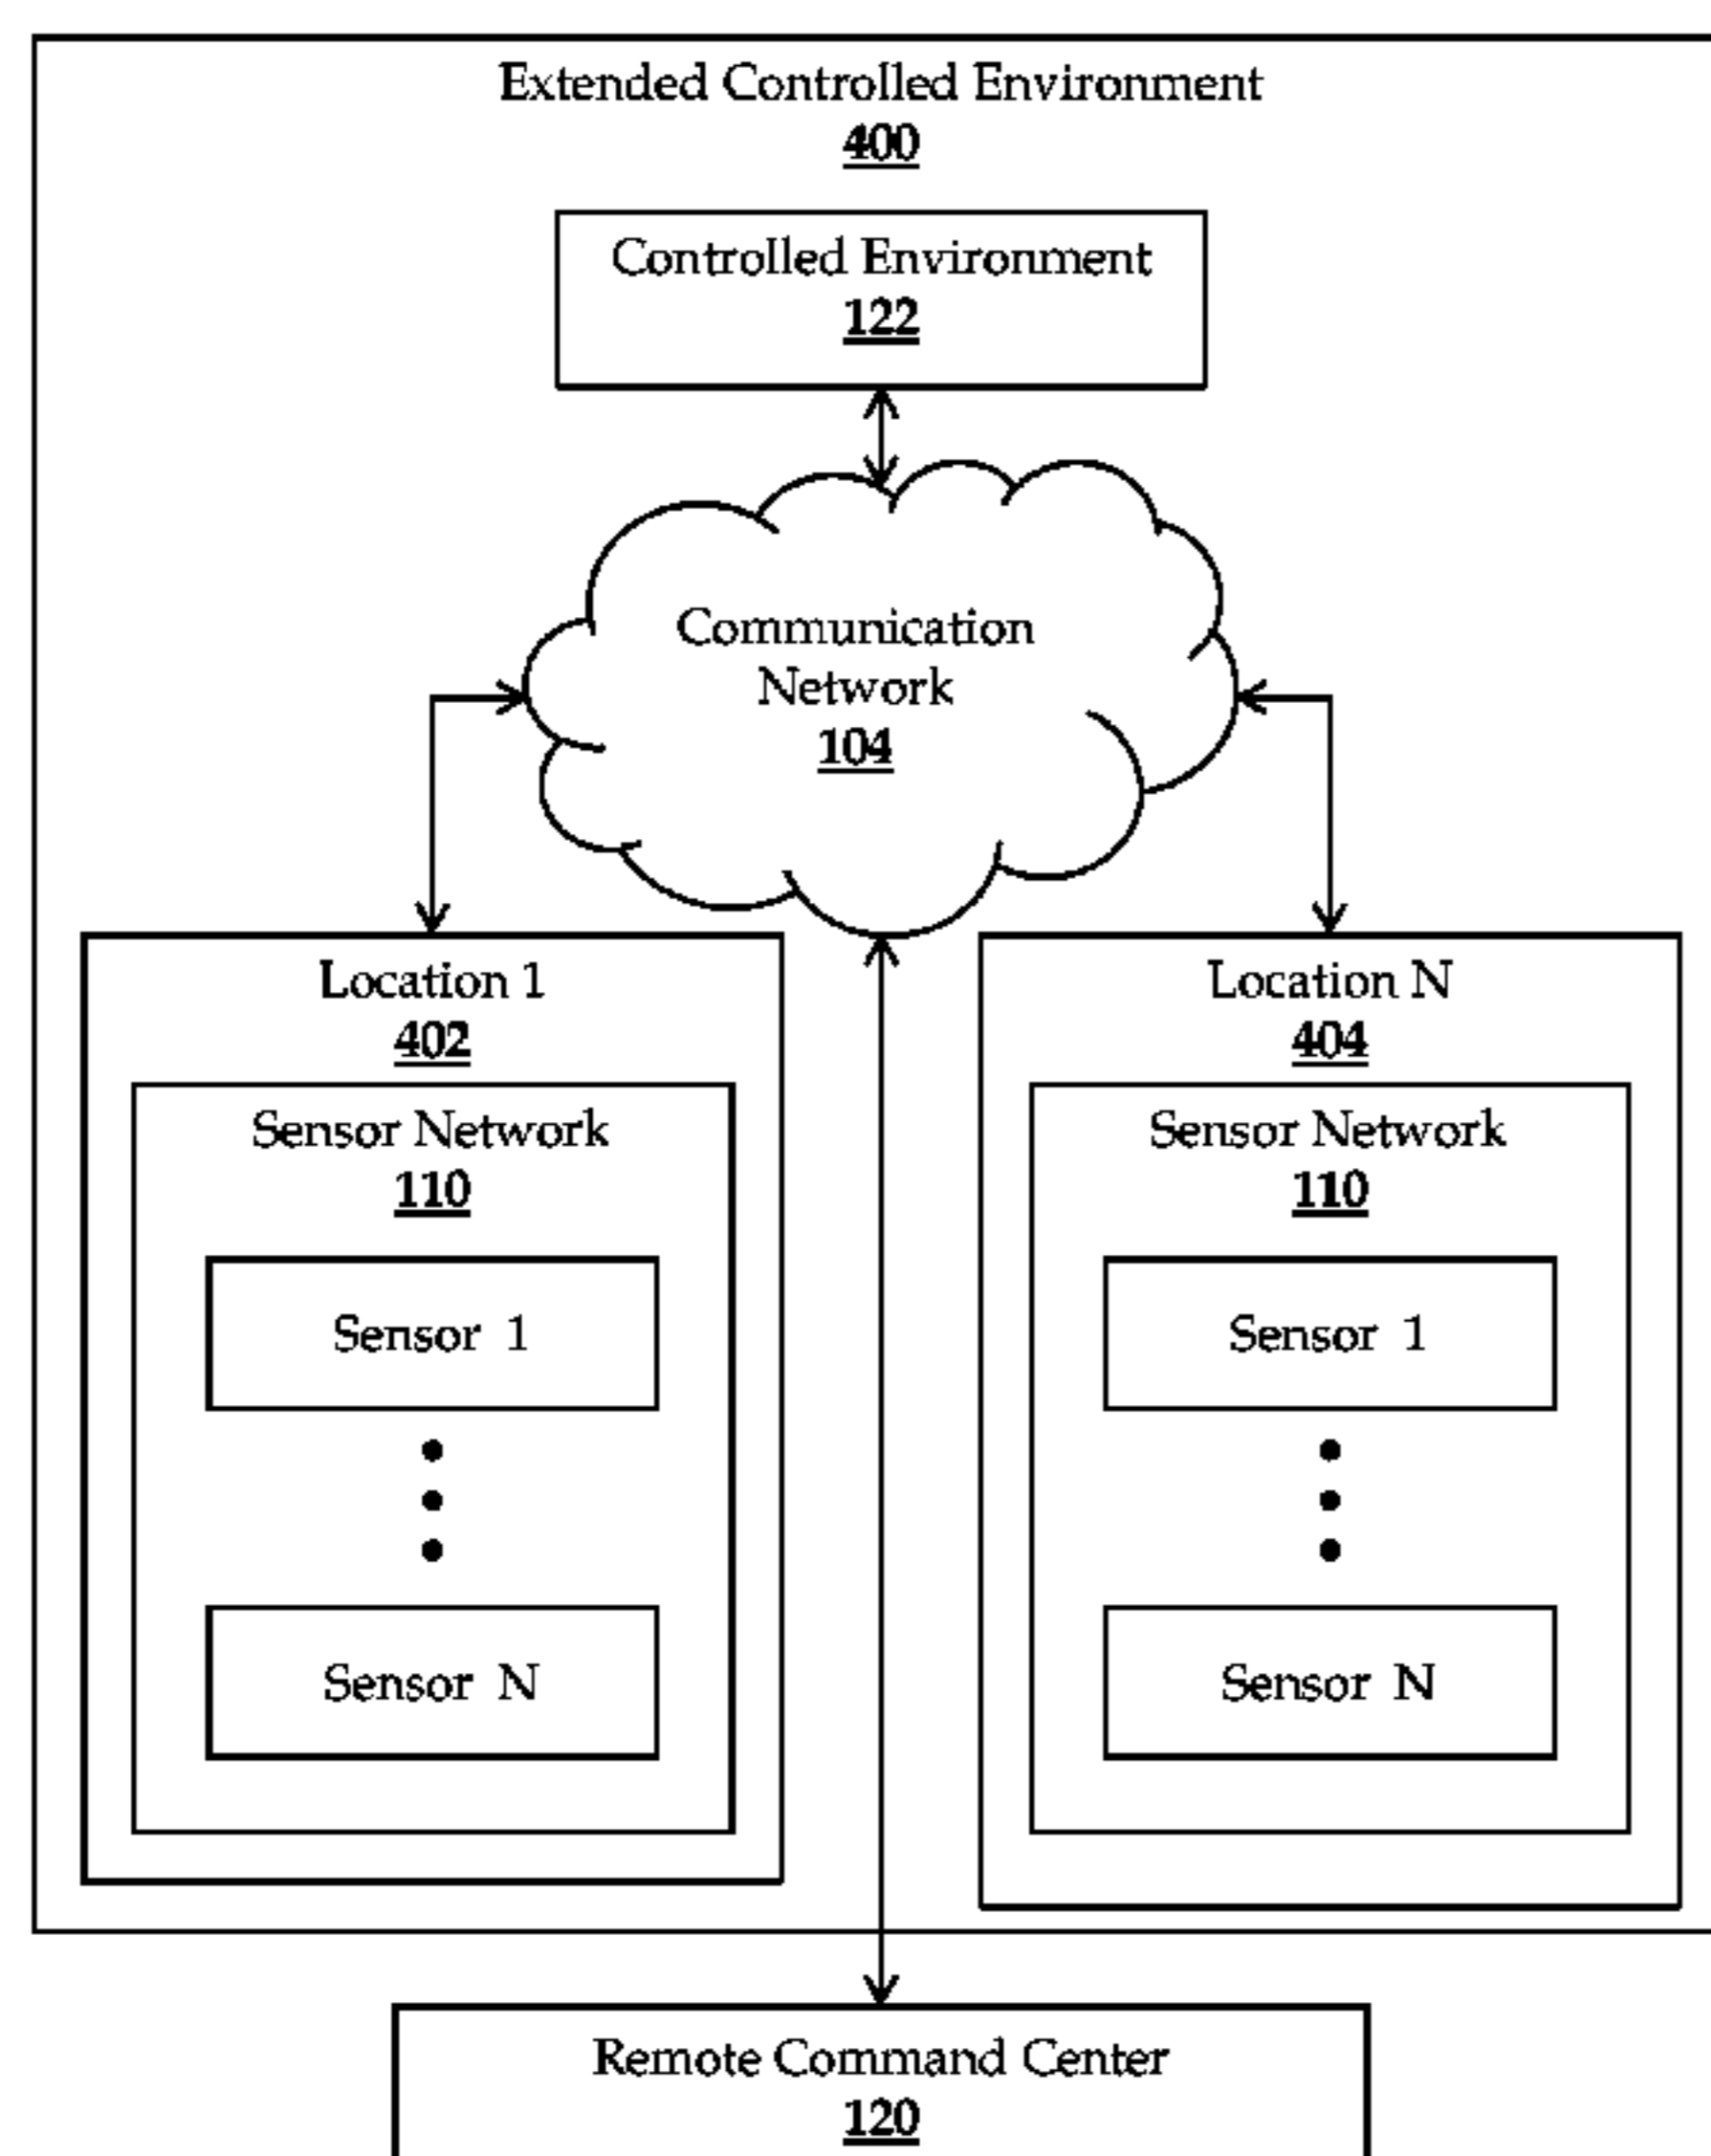 Extended Controlled Environment
400
Controlled Environment
122
Communication
Network
104
Location 1
402
Sensor Network
110
Sensor 1
Sensor N
Location N
404
Sensor Network
110
Sensor 1
Sensor N
Remote Command Center
120